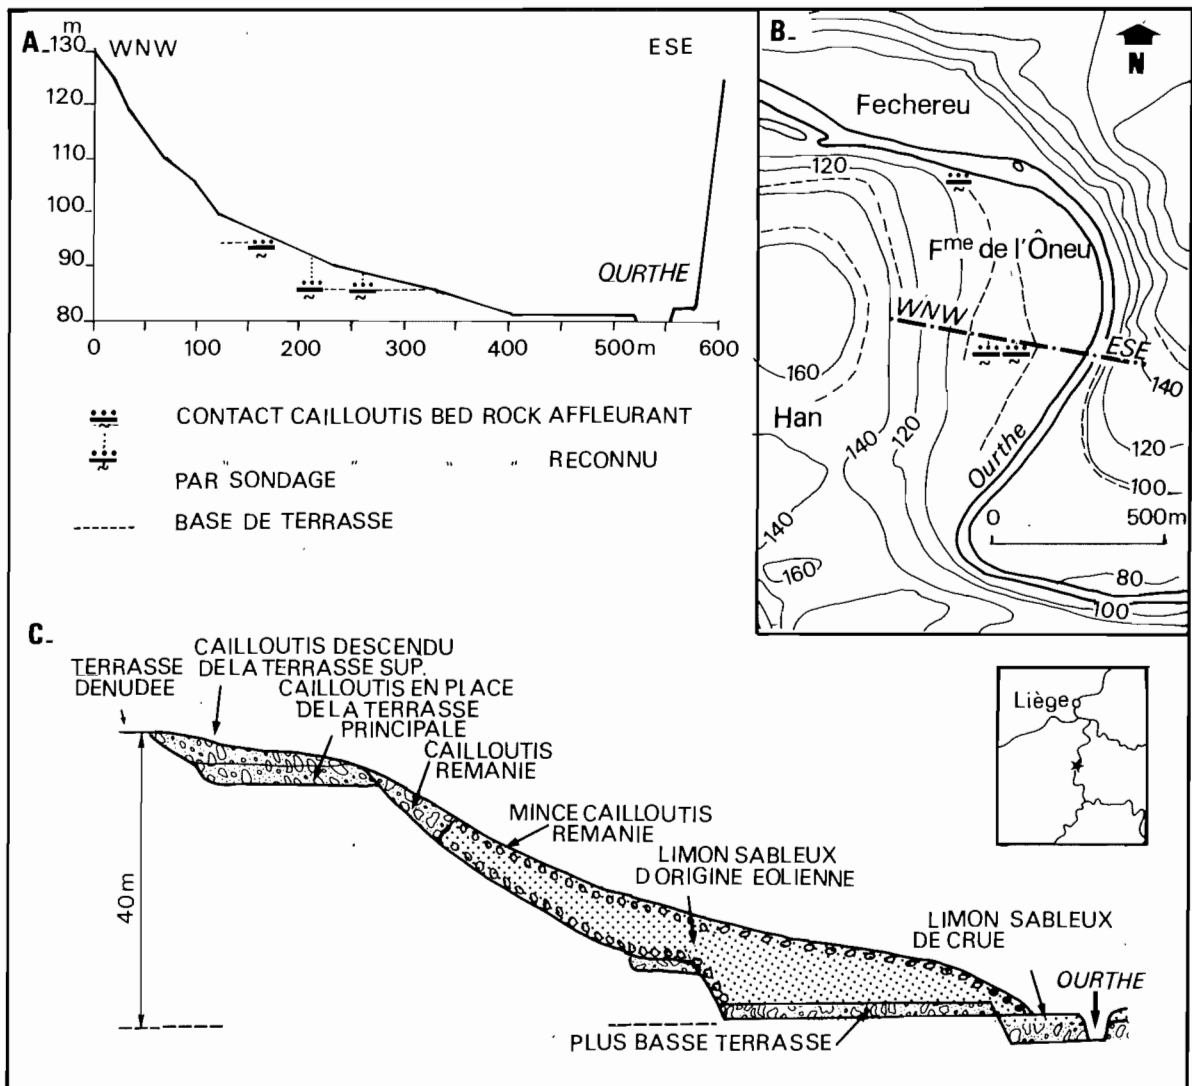 A_
m
130
WNW
ESE
120
110
100
90
80
OURTHE
0
100
200
300
400
500m
600
CONTACT CAILLOUTIS BED ROCK AFFLEURANT
" " " " RECONNU
PAR SONDAGE
BASE DE TERRASSE
B_
N
Fechereu
120
Fme de l'Ôneu
WNW
ESE
160
140
Han
140
120
120
Ourthe
100
0
500m
140
160
80
100
C_
TERRASSE
DENUDEE
CAILLOUTIS DESCENDU
DE LA TERRASSE SUP.
CAILLOUTIS EN PLACE
DE LA TERRASSE
PRINCIPALE
CAILLOUTIS
REMANIE
MINCE CAILLOUTIS
REMANIE
LIMON SABLEUX
D'ORIGINE EOLIENNE
LIMON SABLEUX
DE CRUE
OURTHE
40m
PLUS BASSE TERRASSE
Liège